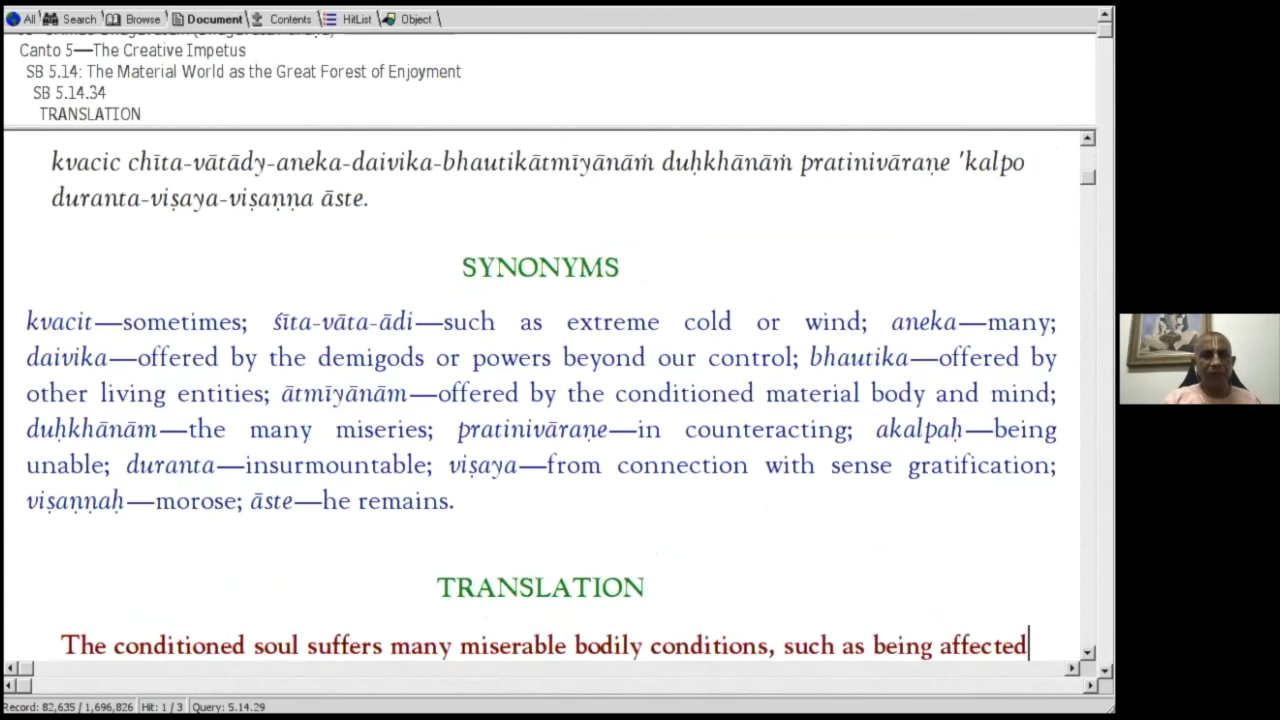 All Search Browse Document Contents HitList Object
Canto 5—The Creative Impetus
SB 5.14: The Material World as the Great Forest of Enjoyment
SB 5.14.34
TRANSLATION
kvacic chīta-vātādy-aneka-daivika-bhautikātmīyānāṁ duḥkhānāṁ pratinivāraṇe 'kalpo
duranta-viṣaya-viṣaṇṇa āste.
SYNONYMS
kvacit—sometimes; śīta-vāta-ādi—such as extreme cold or wind; aneka—many;
daivika—offered by the demigods or powers beyond our control; bhautika—offered by
other living entities; ātmīyānām—offered by the conditioned material body and mind;
duḥkhānām—the many miseries; pratinivāraṇe—in counteracting; akalpaḥ—being
unable; duranta—insurmountable; viṣaya—from connection with sense gratification;
viṣaṇṇaḥ—morose; āste—he remains.
TRANSLATION
The conditioned soul suffers many miserable bodily conditions, such as being affected
Record: 82,635 / 1,696,826 Hit: 1 / 3 Query: 5.14.29